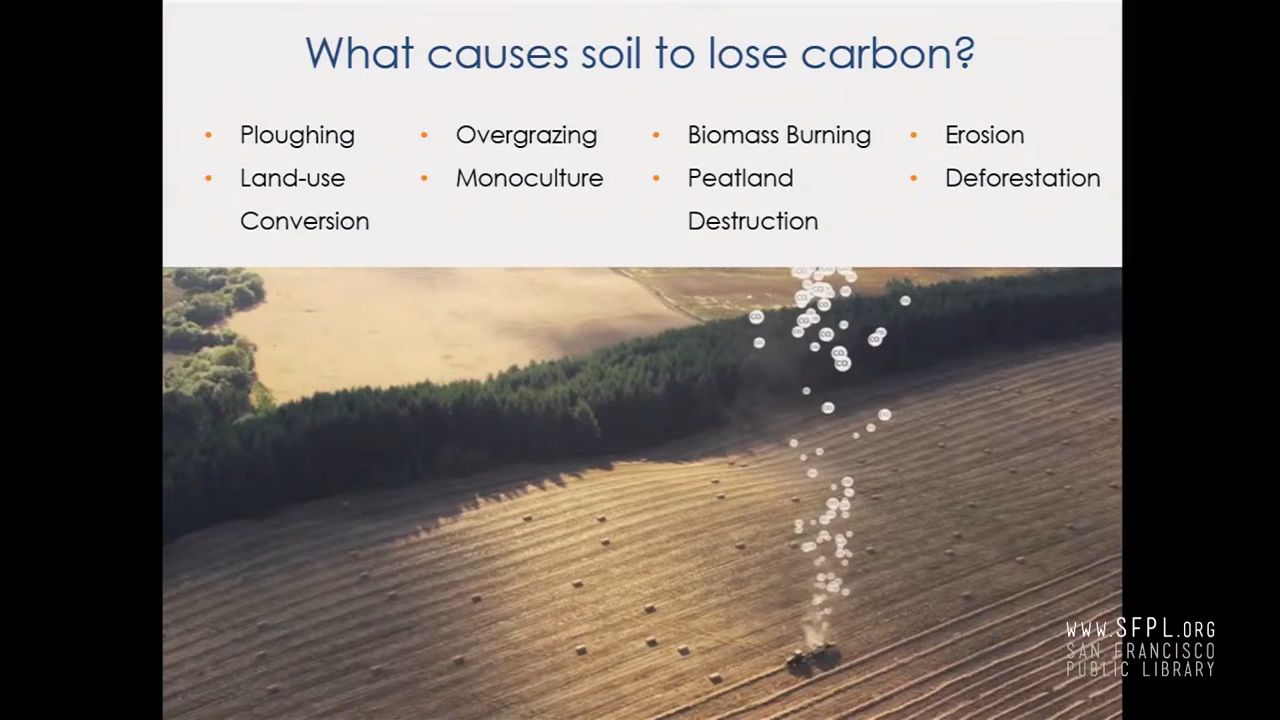 What causes soil to lose carbon?
• Ploughing
• Land-use
Conversion
• Overgrazing
• Monoculture
• Biomass Burning
• Peatland
Destruction
• Erosion
• Deforestation
WWW.SFPL.ORG
SAN FRANCISCO
PUBLIC LIBRARY